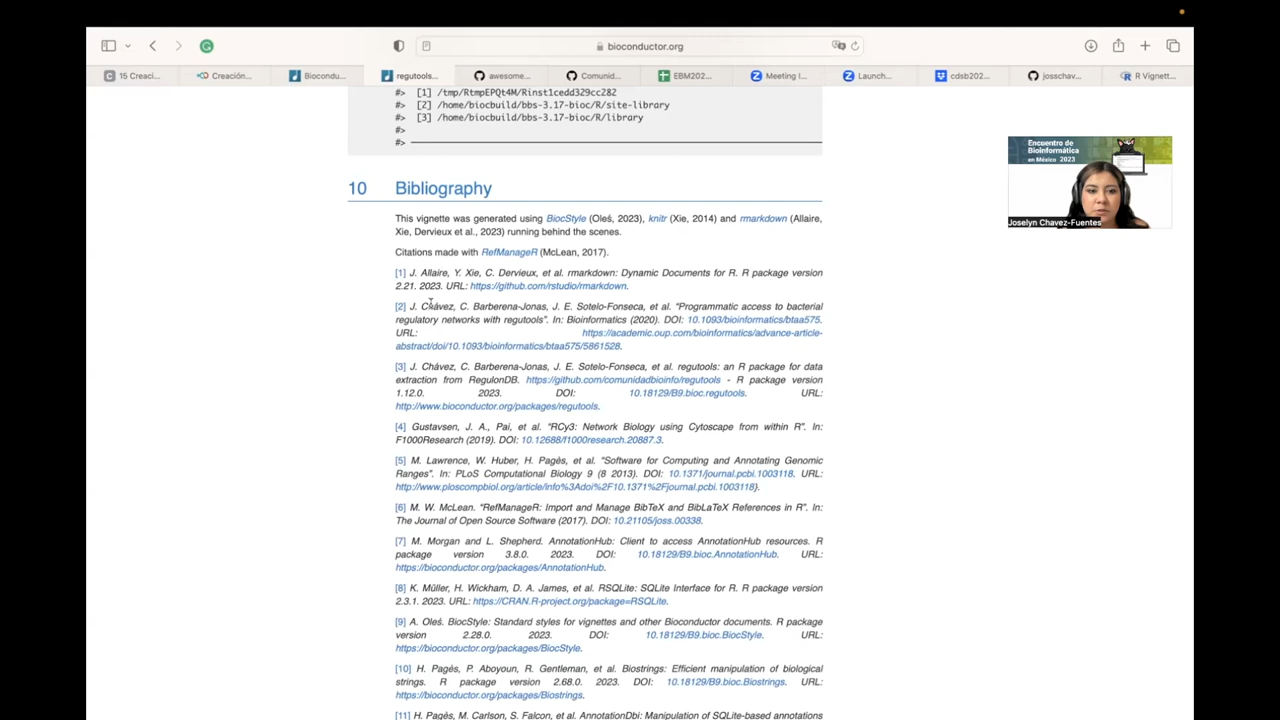 bioconductor.org
15 Creaci...
Creación...
Biocondu...
regutools...
awesome...
Comunid...
EBM202...
Meeting I...
Launch...
cdsb202...
josschav...
R Vignett...
#> [1] /tmp/RtmpEPQt4M/Rinst1cedd329cc282
#> [2] /home/biocbuild/bbs-3.17-bioc/R/site-library
#> [3] /home/biocbuild/bbs-3.17-bioc/R/library
#>
#>
10 Bibliography
This vignette was generated using BiocStyle (Oleś, 2023), knitr (Xie, 2014) and rmarkdown (Allaire,
Xie, Dervieux et al., 2023) running behind the scenes.
Citations made with RefManageR (McLean, 2017).
[1] J. Allaire, Y. Xie, C. Dervieux, et al. rmarkdown: Dynamic Documents for R. R package version
2.21. 2023. URL: https://github.com/rstudio/rmarkdown.
[2] J. Chávez, C. Barberena-Jonas, J. E. Sotelo-Fonseca, et al. “Programmatic access to bacterial
regulatory networks with regutools”. In: Bioinformatics (2020). DOI: 10.1093/bioinformatics/btaa575.
URL: https://academic.oup.com/bioinformatics/advance-article-
abstract/doi/10.1093/bioinformatics/btaa575/5861528.
[3] J. Chávez, C. Barberena-Jonas, J. E. Sotelo-Fonseca, et al. regutools: an R package for data
extraction from RegulonDB. https://github.com/comunidadbioinfo/regutools - R package version
1.12.0. 2023. DOI: 10.18129/B9.bioc.regutools. URL:
http://www.bioconductor.org/packages/regutools.
[4] Gustavsen, J. A., Pai, et al. “RCy3: Network Biology using Cytoscape from within R”. In:
F1000Research (2019). DOI: 10.12688/f1000research.20887.3.
[5] M. Lawrence, W. Huber, H. Pagès, et al. “Software for Computing and Annotating Genomic
Ranges”. In: PLoS Computational Biology 9 (8 2013). DOI: 10.1371/journal.pcbi.1003118. URL:
http://www.ploscompbiol.org/article/info%3Adoi%2F10.1371%2Fjournal.pcbi.1003118}.
[6] M. W. McLean. “RefManageR: Import and Manage BibTeX and BibLaTeX References in R”. In:
The Journal of Open Source Software (2017). DOI: 10.21105/joss.00338.
[7] M. Morgan and L. Shepherd. AnnotationHub: Client to access AnnotationHub resources. R
package version 3.8.0. 2023. DOI: 10.18129/B9.bioc.AnnotationHub. URL:
https://bioconductor.org/packages/AnnotationHub.
[8] K. Müller, H. Wickham, D. A. James, et al. RSQLite: SQLite Interface for R. R package version
2.3.1. 2023. URL: https://CRAN.R-project.org/package=RSQLite.
[9] A. Oleś. BiocStyle: Standard styles for vignettes and other Bioconductor documents. R package
version 2.28.0. 2023. DOI: 10.18129/B9.bioc.BiocStyle. URL:
https://bioconductor.org/packages/BiocStyle.
[10] H. Pagès, P. Aboyoun, R. Gentleman, et al. Biostrings: Efficient manipulation of biological
strings. R package version 2.68.0. 2023. DOI: 10.18129/B9.bioc.Biostrings. URL:
https://bioconductor.org/packages/Biostrings.
[11] H. Pagès, M. Carlson, S. Falcon, et al. AnnotationDbi: Manipulation of SQLite-based annotations
Encuentro de
Bioinformática
en México 2023
Joselyn Chavez-Fuentes